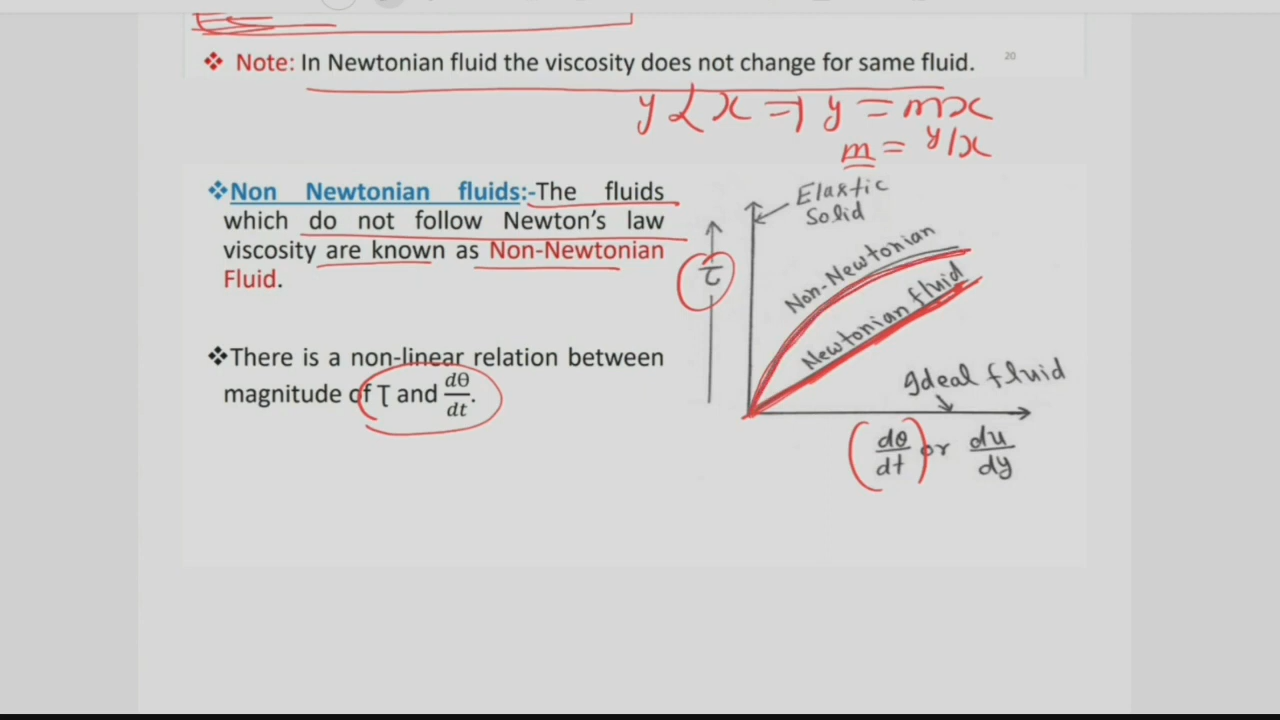 ❖ Note: In Newtonian fluid the viscosity does not change for same fluid.
20
y ∝ x ⇒ y = mx
m = y/x
❖Non Newtonian fluids:-The fluids
which do not follow Newton's law
viscosity are known as Non-Newtonian
Fluid.
❖There is a non-linear relation between
magnitude of τ and dθ/dt.
Elastic
Solid
τ
Non-Newtonian
Newtonian fluid
Ideal fluid
(dθ/dt) or du/dy